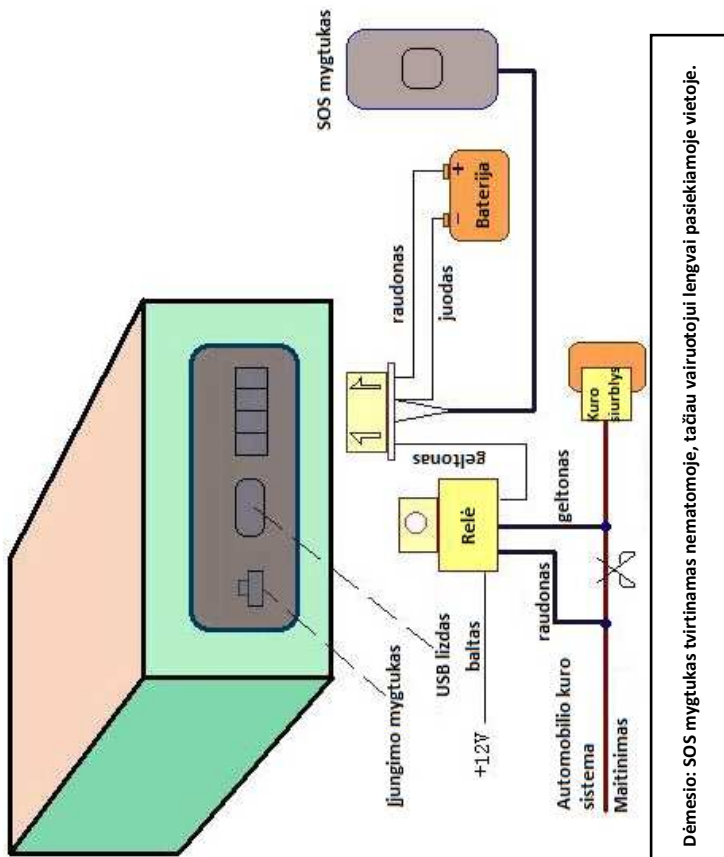 SOS mygtukas
raudonas
juodas
+
−
Baterija
Įjungimo mygtukas
USB lizdas
geltonas
Relė
baltas
+12V
raudonas
geltonas
Kuro
siurblys
Automobilio kuro
sistema
Maitinimas
Dėmesio: SOS mygtukas tvirtinamas nematomoje, tačiau vairuotojui lengvai pasiekiamoje vietoje.